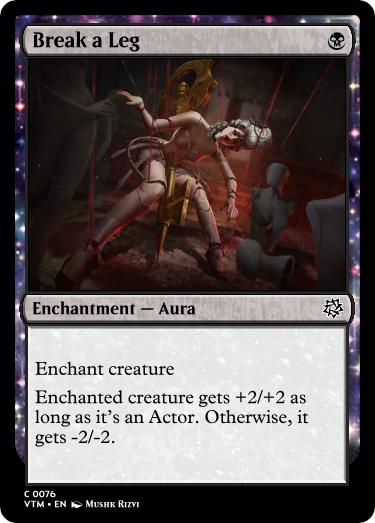 Break a Leg
Enchantment — Aura
Enchant creature
Enchanted creature gets +2/+2 as
long as it's an Actor. Otherwise, it
gets -2/-2.
C 0076
VTM • EN Mushk Rizvi